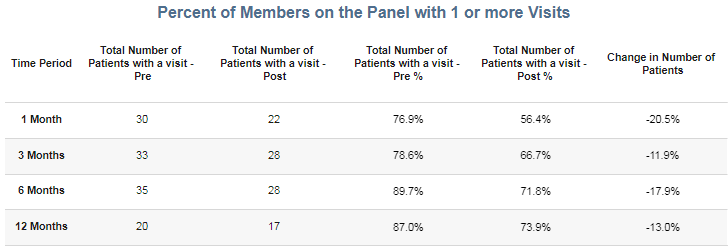 Percent of Members on the Panel with 1 or more Visits
Time Period
Total Number of
Patients with a visit -
Pre
Total Number of
Patients with a visit -
Post
Total Number of
Patients with a visit -
Pre %
Total Number of
Patients with a visit -
Post %
Change in Number of
Patients
1 Month 30 22 76.9% 56.4% -20.5%
3 Months 33 28 78.6% 66.7% -11.9%
6 Months 35 28 89.7% 71.8% -17.9%
12 Months 20 17 87.0% 73.9% -13.0%